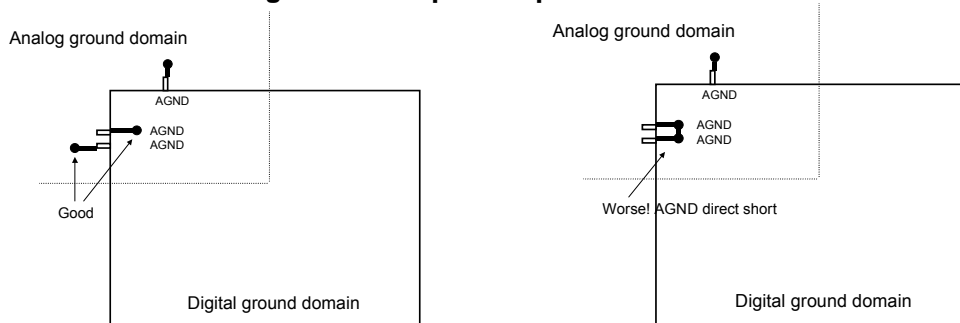 Analog ground domain
AGND
AGND
AGND
Good
Digital ground domain
Analog ground domain
AGND
AGND
AGND
Worse! AGND direct short
Digital ground domain